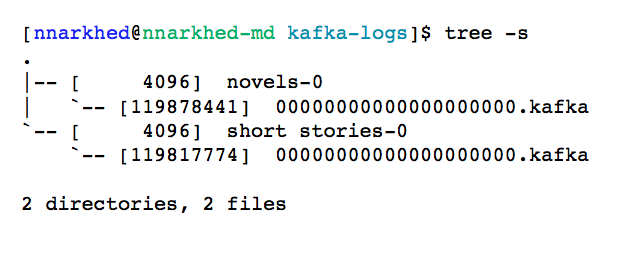 [nnarkhed@nnarkhed-md kafka-logs]$ tree -s
.
|-- [      4096]  novels-0
|   `-- [119878441]  00000000000000000000.kafka
`-- [      4096]  short stories-0
    `-- [119817774]  00000000000000000000.kafka

2 directories, 2 files